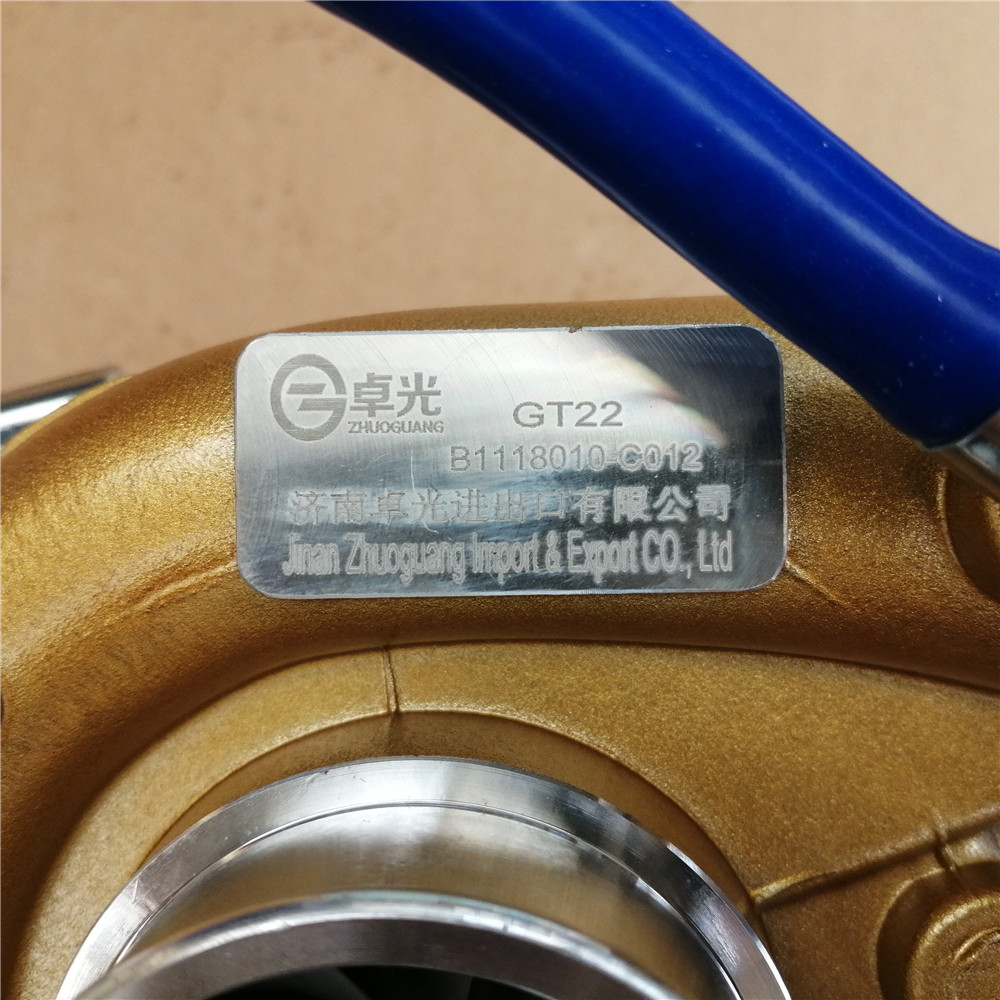 卓光
ZHUOGUANG
GT22
B1118010-C012
济南卓光进出口有限公司
Jinan Zhuoguang Import & Export CO., Ltd